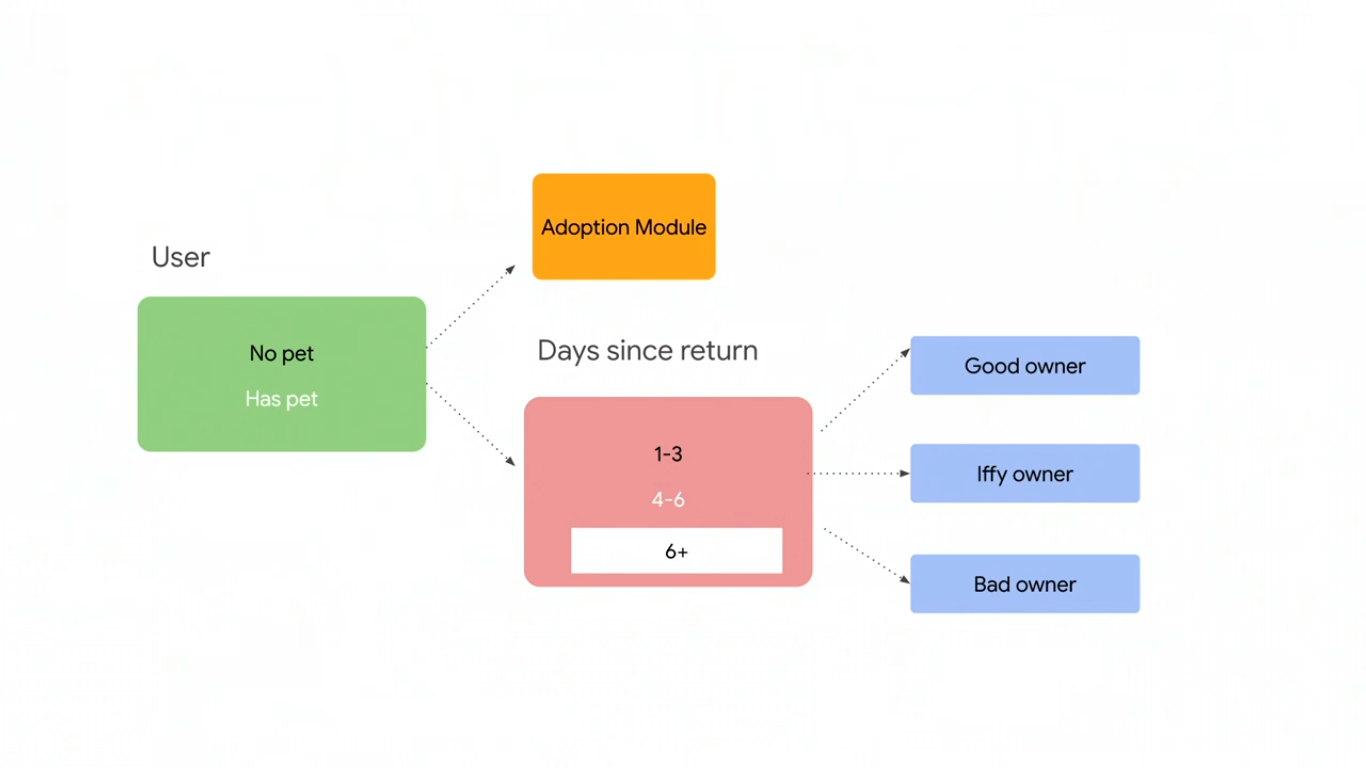 User
No pet
Has pet
Adoption Module
Days since return
1-3
4-6
6+
Good owner
Iffy owner
Bad owner